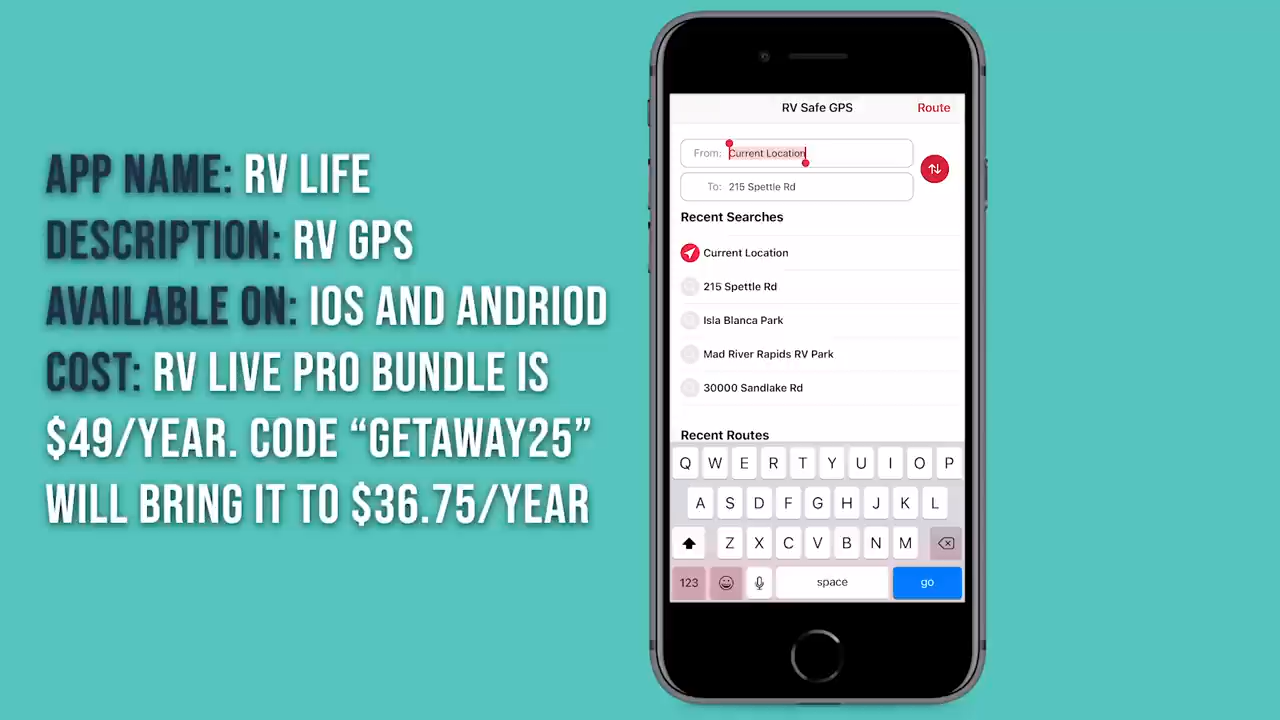 APP NAME: RV LIFE
DESCRIPTION: RV GPS
AVAILABLE ON: IOS AND ANDRIOD
COST: RV LIVE PRO BUNDLE IS
$49/YEAR. CODE “GETAWAY25”
WILL BRING IT TO $36.75/YEAR
RV Safe GPS Route
From: Current Location
To: 215 Spettle Rd
Recent Searches
Current Location
215 Spettle Rd
Isla Blanca Park
Mad River Rapids RV Park
30000 Sandlake Rd
Recent Routes
Q W E R T Y U I O P
A S D F G H J K L
Z X C V B N M
123 space go